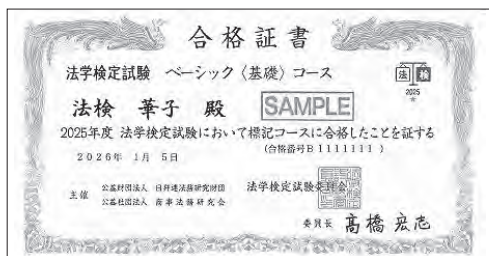 合格証書
法学検定試験 ベーシック〈基礎〉コース
法検
2025
法検 華子 殿 SAMPLE
2025年度 法学検定試験において標記コースに合格したことを証する
2026年 1月 5日 (合格番号B1111111)
主催 公益財団法人 日弁連法務研究財団
公益社団法人 商事法務研究会
法学検定試験委員会
委員長 高橋宏志